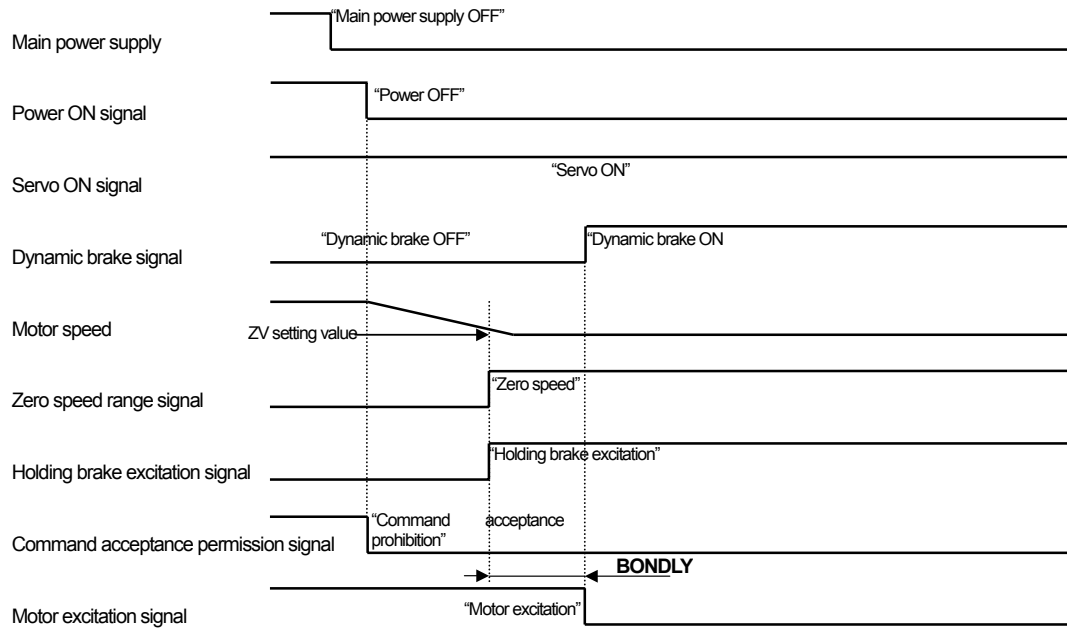 “Main power supply OFF”
Main power supply
“Power OFF”
Power ON signal
“Servo ON”
Servo ON signal
“Dynamic brake OFF” “Dynamic brake ON
Dynamic brake signal
Motor speed
ZV setting value
“Zero speed”
Zero speed range signal
“Holding brake excitation”
Holding brake excitation signal
“Command acceptance
prohibition”
Command acceptance permission signal
BONDLY
“Motor excitation”
Motor excitation signal